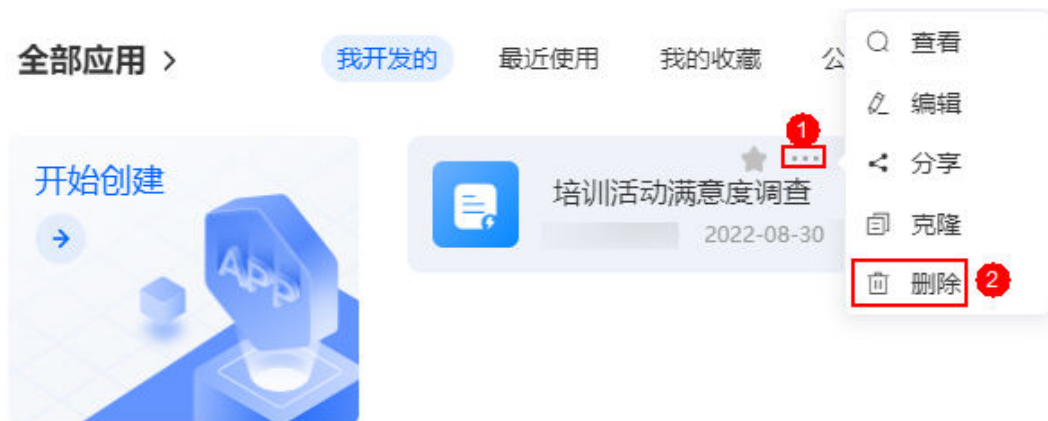 全部应用 >
我开发的 最近使用 我的收藏 公
查看
编辑
分享
克隆
删除
1
2
开始创建
APP
培训活动满意度调查
2022-08-30